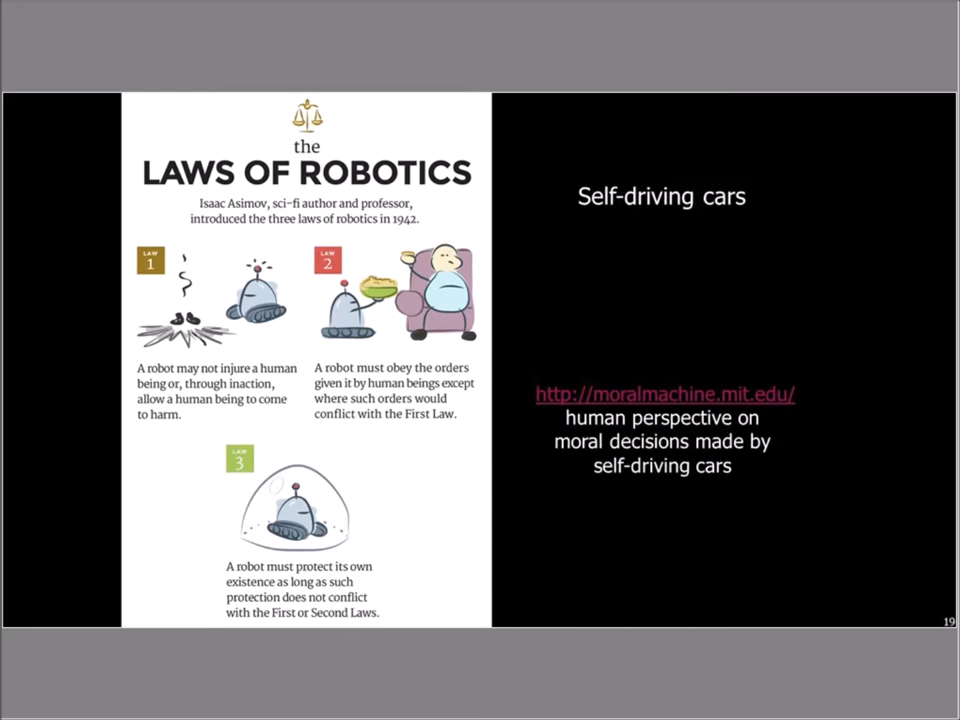 the
LAWS OF ROBOTICS
Isaac Asimov, sci-fi author and professor,
introduced the three laws of robotics in 1942.
LAW
1
A robot may not injure a human
being or, through inaction,
allow a human being to come
to harm.
LAW
2
A robot must obey the orders
given it by human beings except
where such orders would
conflict with the First Law.
LAW
3
A robot must protect its own
existence as long as such
protection does not conflict
with the First or Second Laws.
Self-driving cars
http://moralmachine.mit.edu/
human perspective on
moral decisions made by
self-driving cars
19